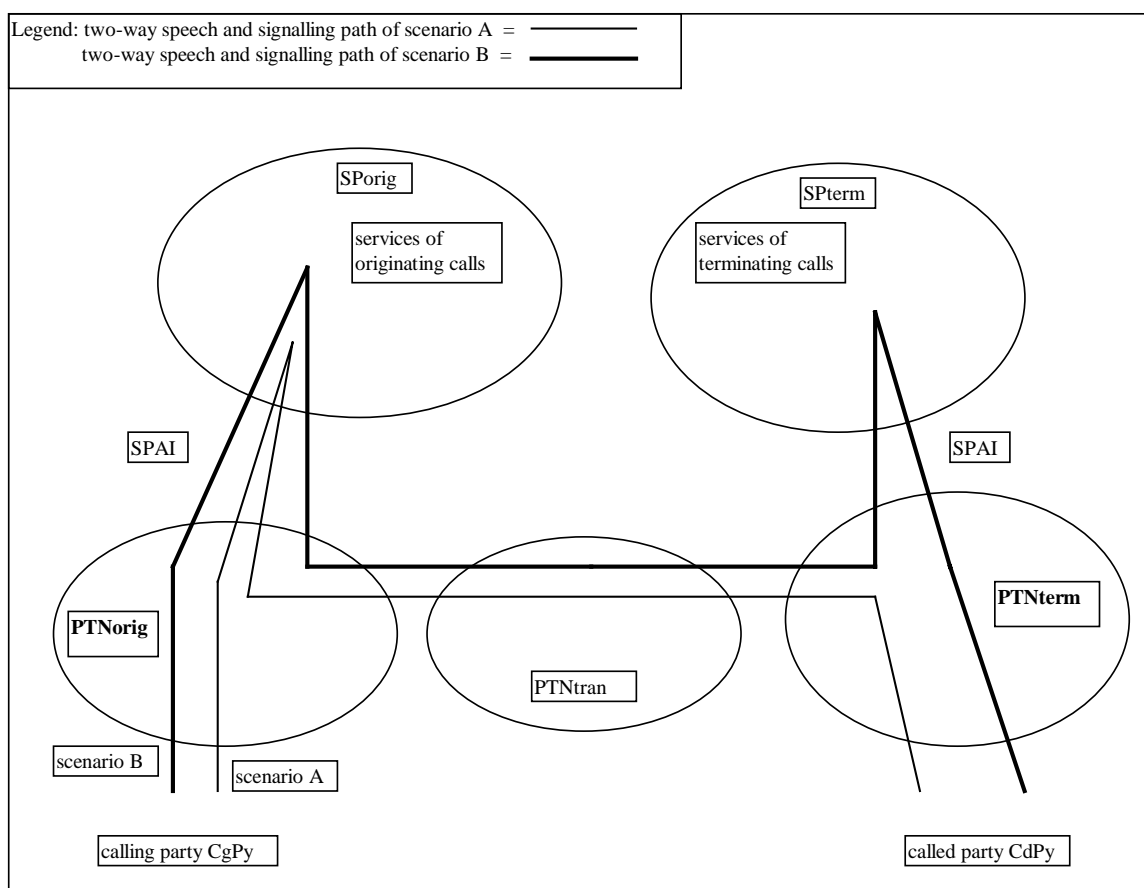 Legend: two-way speech and signalling path of scenario A =
two-way speech and signalling path of scenario B =
SPorig
SPterm
services of
originating calls
services of
terminating calls
SPAI
SPAI
PTNorig
PTNterm
PTNtran
scenario B
scenario A
calling party CgPy
called party CdPy